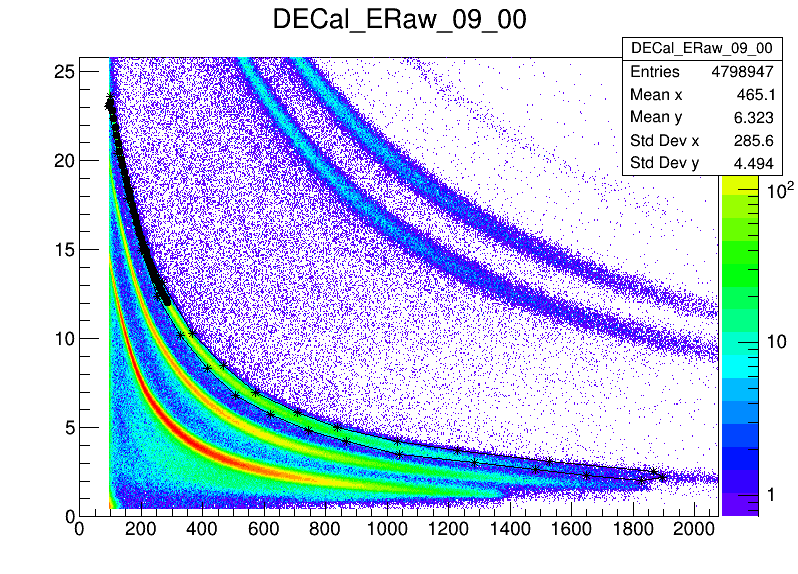 DECal_ERaw_09_00
DECal_ERaw_09_00
Entries 4798947
Mean x 465.1
Mean y 6.323
Std Dev x 285.6
Std Dev y 4.494
25
20
15
10
5
0
0 200 400 600 800 1000 1200 1400 1600 1800 2000
10²
10
1